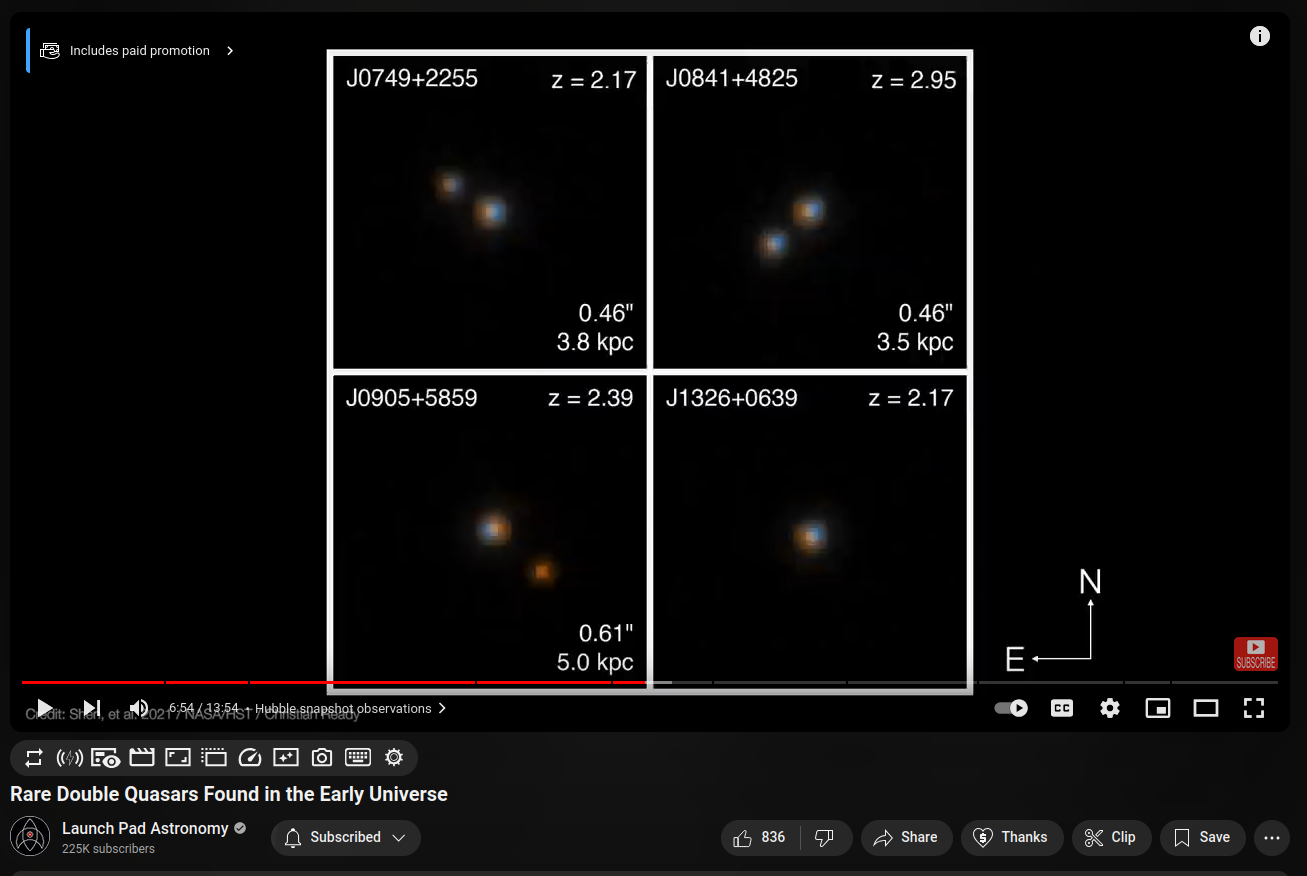 Includes paid promotion
J0749+2255 z = 2.17
J0841+4825 z = 2.95
0.46"
3.8 kpc
0.46"
3.5 kpc
J0905+5859 z = 2.39
J1326+0639 z = 2.17
0.61"
5.0 kpc
N
E
SUBSCRIBE
6:54 / 13:54 • Hubble snapshot observations
Credit: Shen, et al. 2021 / NASA/HST / Christian Ready
CC
Rare Double Quasars Found in the Early Universe
Launch Pad Astronomy
225K subscribers
Subscribed
836
Share
Thanks
Clip
Save